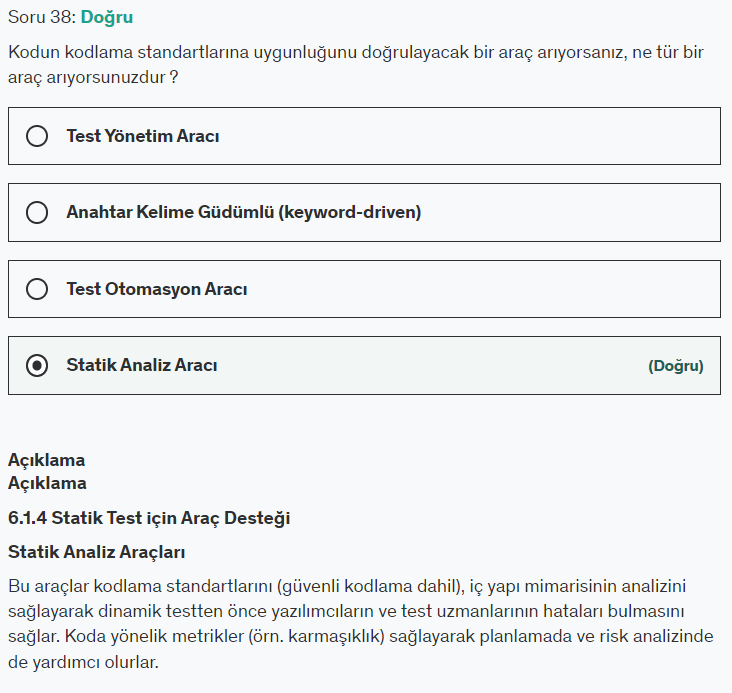 Soru 38: Doğru
Kodun kodlama standartlarına uygunluğunu doğrulayacak bir araç arıyorsanız, ne tür bir
araç arıyorsunuzdur ?
Test Yönetim Aracı
Anahtar Kelime Güdümlü (keyword-driven)
Test Otomasyon Aracı
Statik Analiz Aracı (Doğru)
Açıklama
Açıklama
6.1.4 Statik Test için Araç Desteği
Statik Analiz Araçları
Bu araçlar kodlama standartlarını (güvenli kodlama dahil), iç yapı mimarisinin analizini
sağlayarak dinamik testten önce yazılımcıların ve test uzmanlarının hataları bulmasını
sağlar. Koda yönelik metrikler (örn. karmaşıklık) sağlayarak planlamada ve risk analizinde
de yardımcı olurlar.